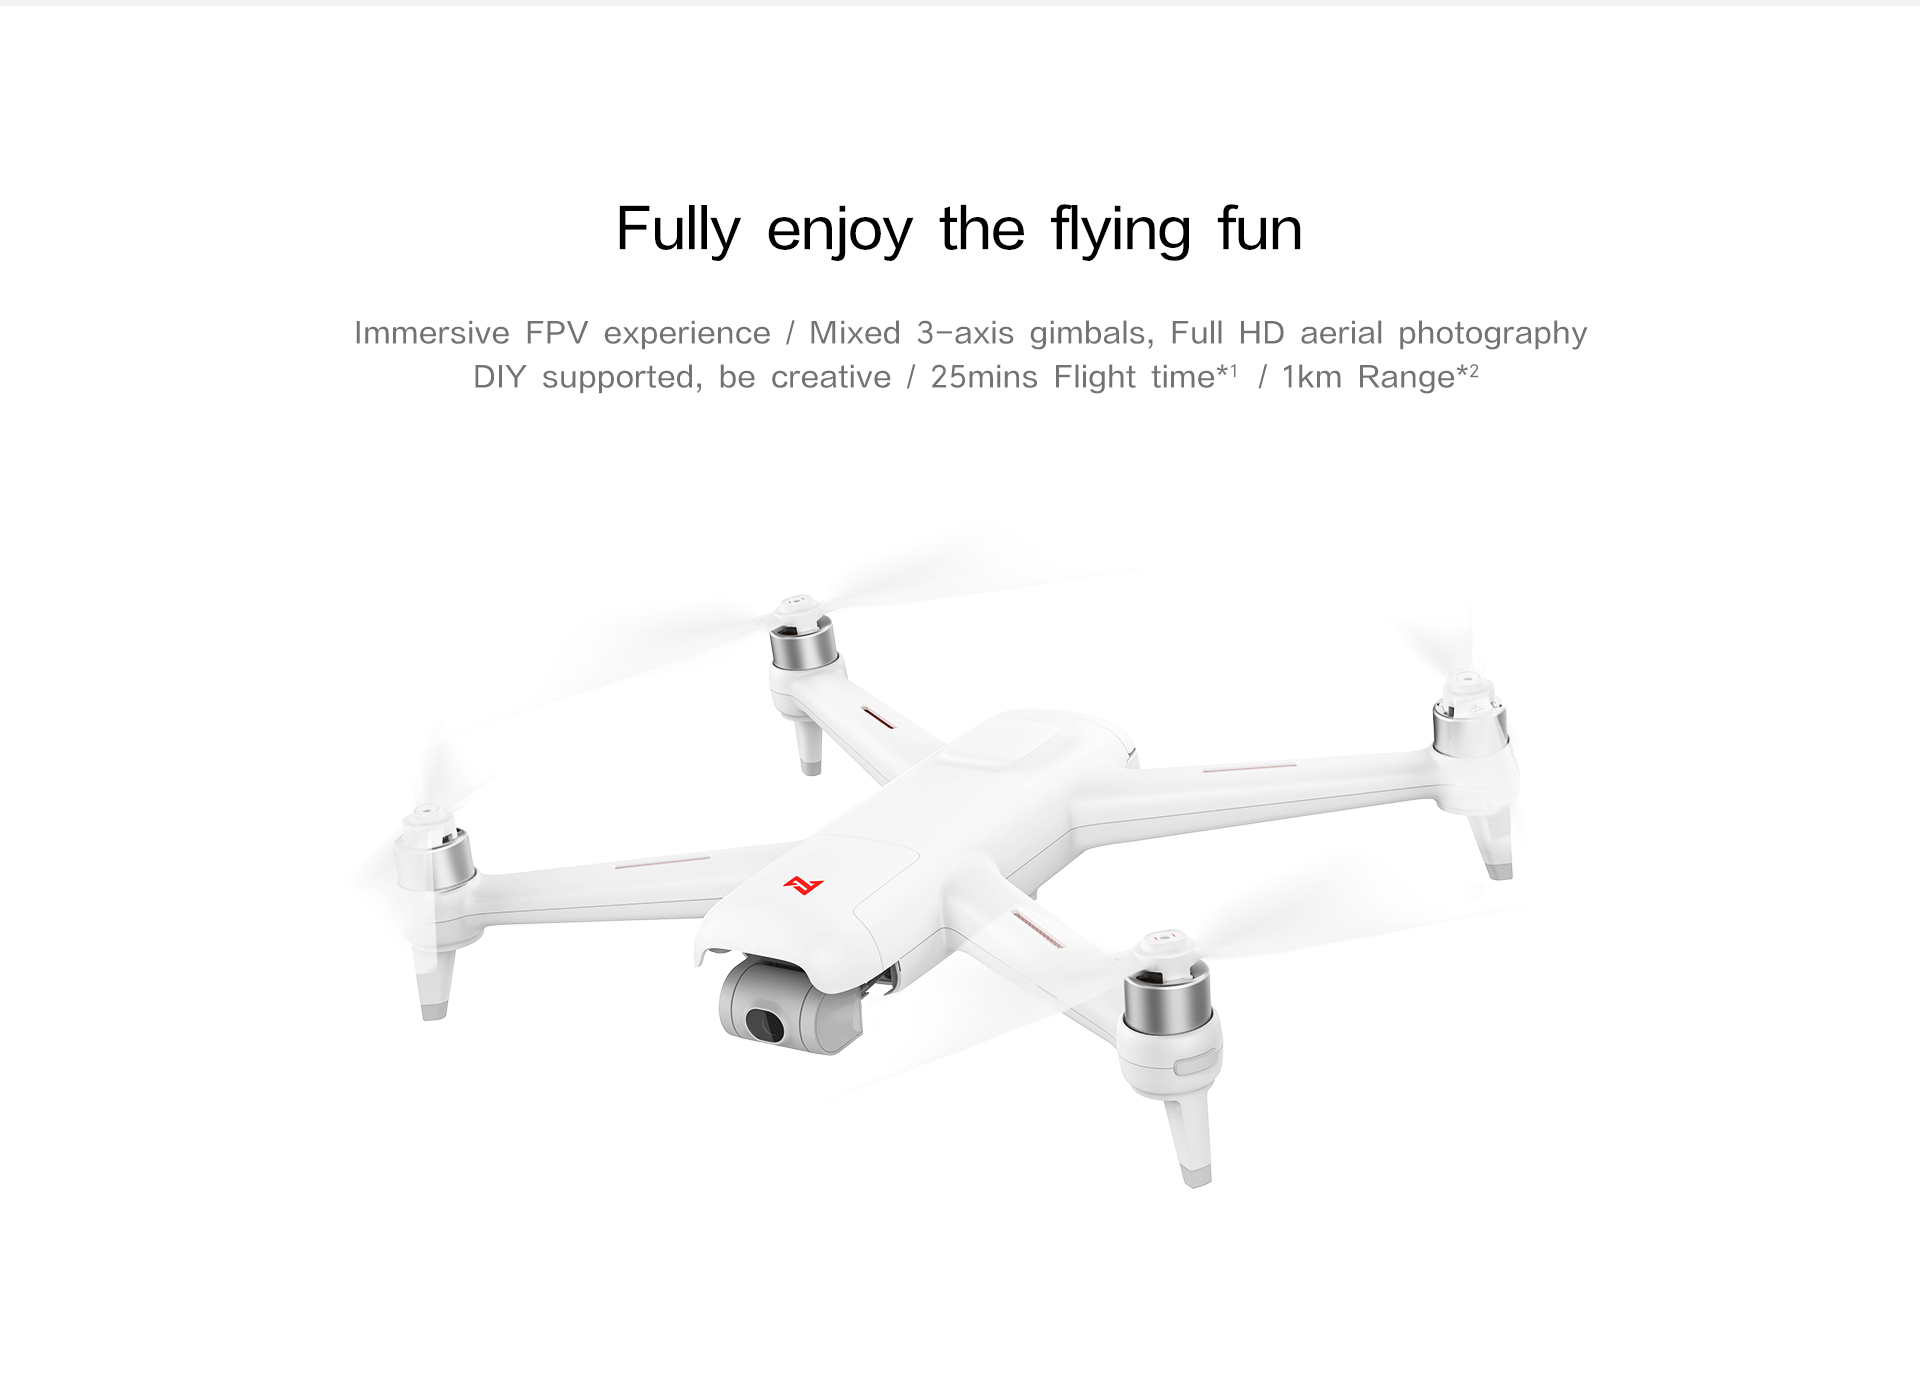 Fully enjoy the flying fun
Immersive FPV experience / Mixed 3-axis gimbals, Full HD aerial photography
DIY supported, be creative / 25mins Flight time*1 / 1km Range*2